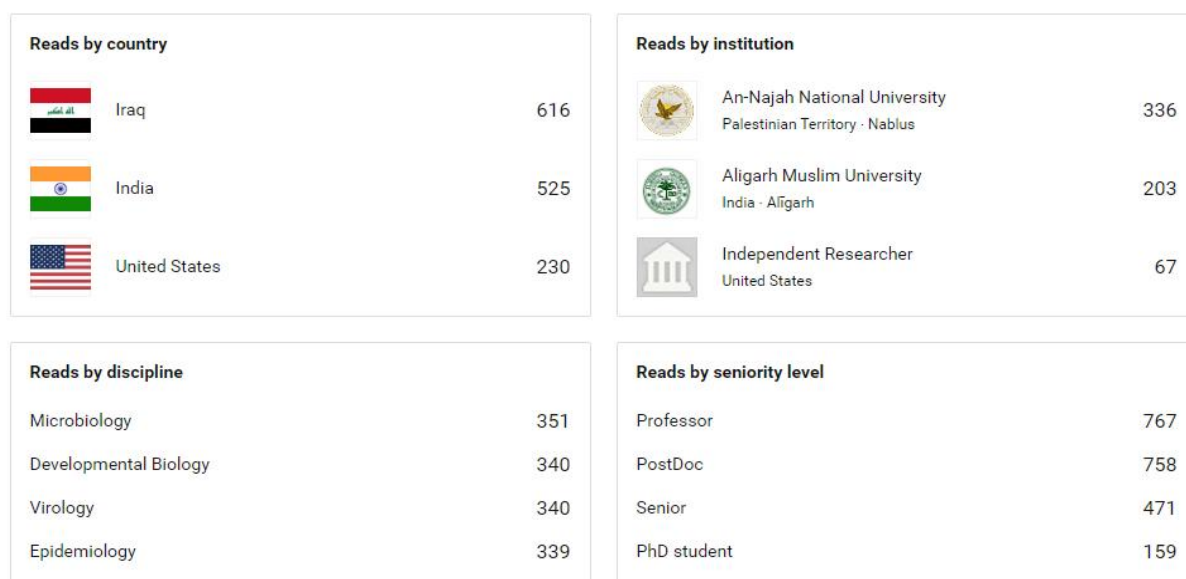 Reads by country
Iraq 616
India 525
United States 230
Reads by institution
An-Najah National University 336
Palestinian Territory · Nablus
Aligarh Muslim University 203
India · Alīgarh
Independent Researcher 67
United States
Reads by discipline
Microbiology 351
Developmental Biology 340
Virology 340
Epidemiology 339
Reads by seniority level
Professor 767
PostDoc 758
Senior 471
PhD student 159